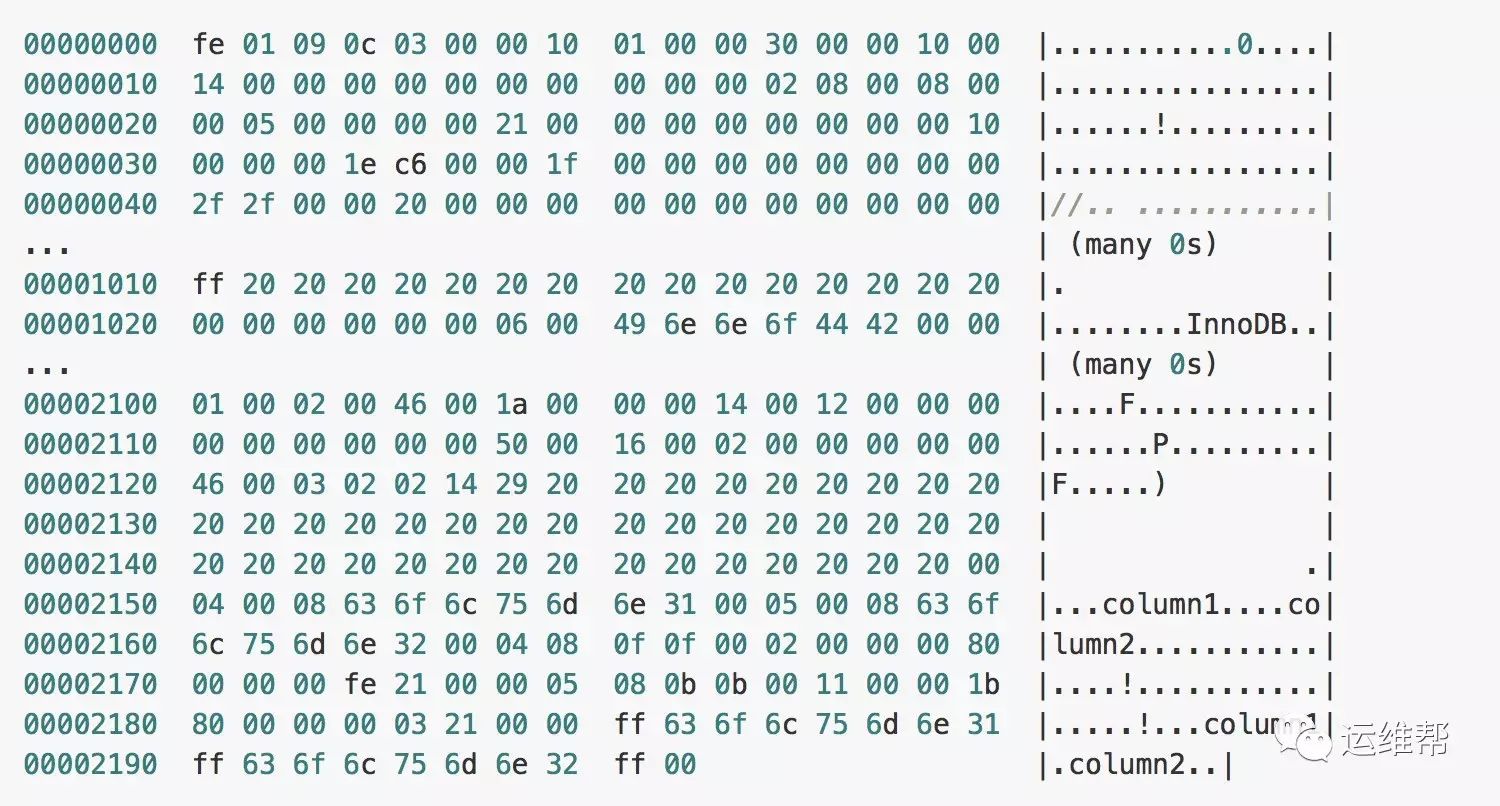 00000000  fe 01 09 0c 03 00 00 10  01 00 00 30 00 00 10 00  |...........0....|
00000010  14 00 00 00 00 00 00 00  00 00 00 02 08 00 08 00  |................|
00000020  00 05 00 00 00 00 21 00  00 00 00 00 00 00 00 10  |......!.........|
00000030  00 00 00 1e c6 00 00 1f  00 00 00 00 00 00 00 00  |................|
00000040  2f 2f 00 00 20 00 00 00  00 00 00 00 00 00 00 00  |//.. ...........|
...                                                         | (many 0s)      |
00001010  ff 20 20 20 20 20 20 20  20 20 20 20 20 20 20 20  |.               |
00001020  00 00 00 00 00 00 06 00  49 6e 6e 6f 44 42 00 00  |........InnoDB..|
...                                                         | (many 0s)      |
00002100  01 00 02 00 46 00 1a 00  00 00 14 00 12 00 00 00  |....F...........|
00002110  00 00 00 00 00 00 50 00  16 00 02 00 00 00 00 00  |......P.........|
00002120  46 00 03 02 02 14 29 20  20 20 20 20 20 20 20 20  |F.....)         |
00002130  20 20 20 20 20 20 20 20  20 20 20 20 20 20 20 20  |                |
00002140  20 20 20 20 20 20 20 20  20 20 20 20 20 20 20 00  |               .|
00002150  04 00 08 63 6f 6c 75 6d  6e 31 00 05 00 08 63 6f  |...column1....co|
00002160  6c 75 6d 6e 32 00 04 08  0f 0f 00 02 00 00 00 80  |lumn2...........|
00002170  00 00 00 fe 21 00 00 05  08 0b 0b 00 11 00 00 1b  |....!...........|
00002180  80 00 00 00 03 21 00 00  ff 63 6f 6c 75 6d 6e 31  |.....!...column1|
00002190  ff 63 6f 6c 75 6d 6e 32  ff 00                    |.column2..|
运维帮